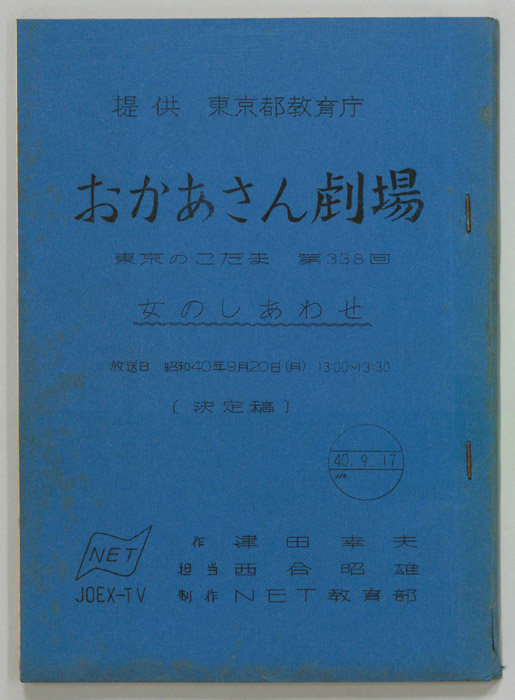 提供 東京都教育庁
おかあさん劇場
東京のこだま 第338回
女のしあわせ
放送日 昭和40年9月20日(月) 13:00~13:30
〔決定稿〕
40.9.17
No.
NET
JOEX-TV
作 津田幸夫
担当 西合昭雄
制作 NET教育部